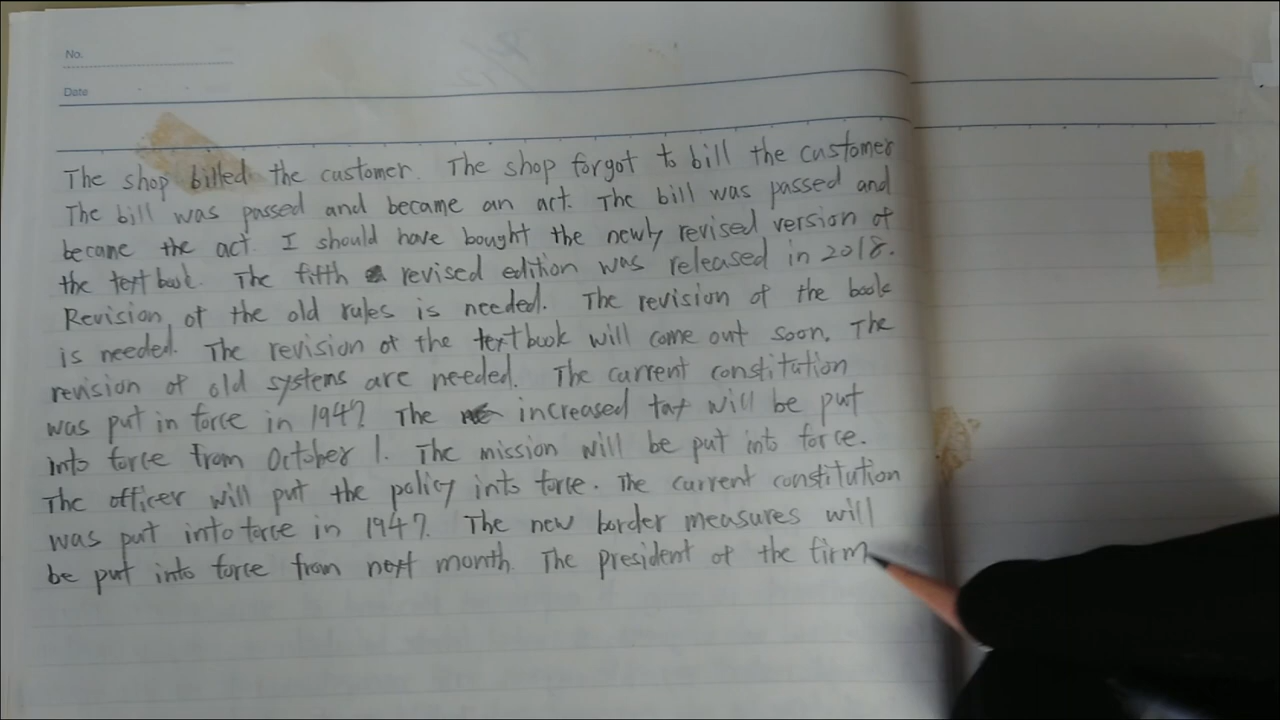 No.
Date
The shop billed the customer. The shop forgot to bill the customer
The bill was passed and became an act. The bill was passed and
became the act. I should have bought the newly revised version of
the textbook. The fifth revised edition was released in 2018.
Revision of the old rules is needed. The revision of the book
is needed. The revision of the textbook will come out soon. The
revision of old systems are needed. The current constitution
was put in force in 1947. The increased tax will be put
into force from October 1. The mission will be put into force.
The officer will put the policy into force. The current constitution
was put into force in 1947. The new border measures will
be put into force from next month. The president of the firm